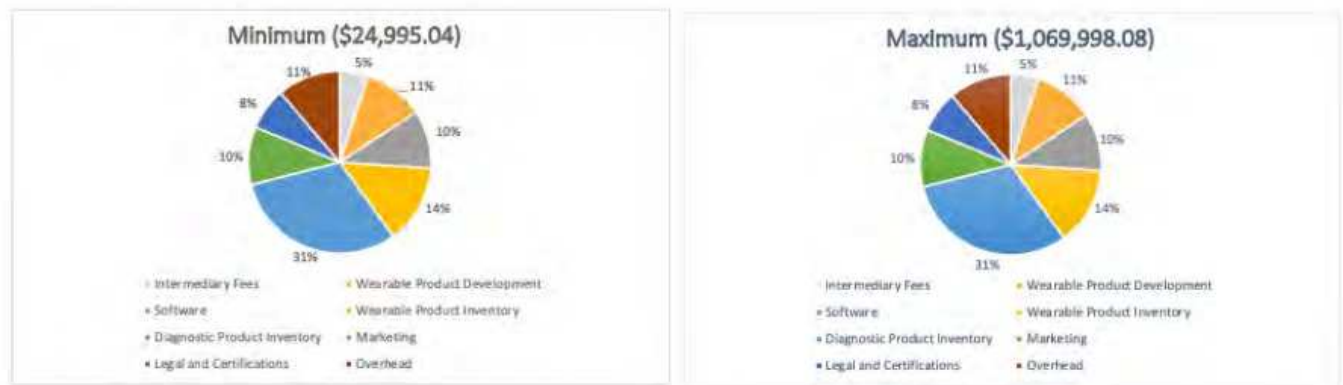 Minimum ($24,995.04)
5%
11%
10%
14%
31%
10%
8%
11%
Intermediary Fees
Wearable Product Development
Software
Wearable Product Inventory
Diagnostic Product Inventory
Marketing
Legal and Certifications
Overhead
Maximum ($1,069,998.08)
5%
11%
10%
14%
31%
10%
8%
11%
Intermediary Fees
Wearable Product Development
Software
Wearable Product Inventory
Diagnostic Product Inventory
Marketing
Legal and Certifications
Overhead